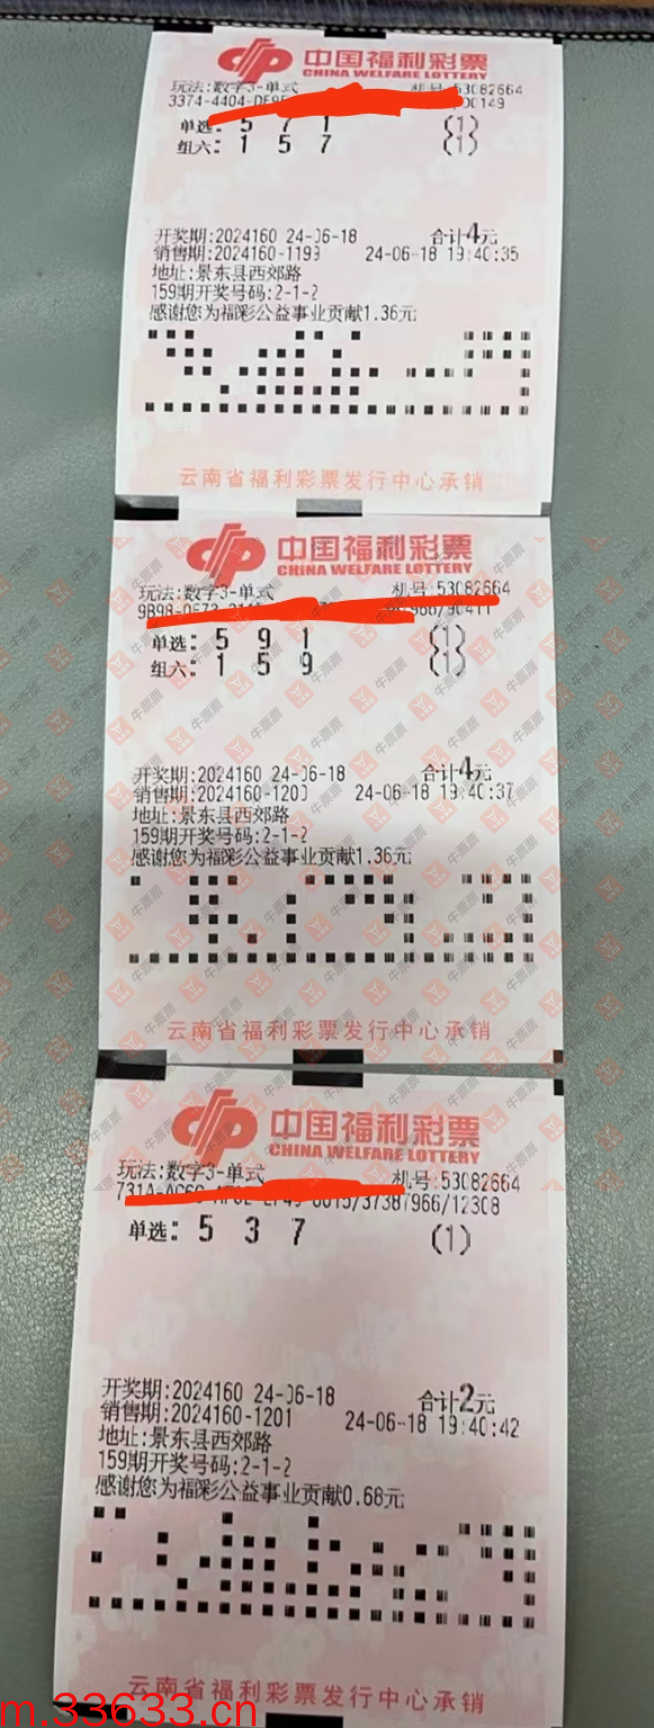 中国福利彩票
CHINA WELFARE LOTTERY
玩法:数字3-单式 机号:53082664
3374-4404-DE9F 00149
单选: 5 7 1 (1)
组六: 1 5 7 (1)
开奖期:2024160 24-06-18 合计4元
销售期:2024160-1199 24-06-18 19:40:35
地址:景东县西郊路
159期开奖号码:2-1-2
感谢您为福彩公益事业贡献1.36元
云南省福利彩票发行中心承销
中国福利彩票
CHINA WELFARE LOTTERY
玩法:数字3-单式 机号:53082664
966/90411
单选: 5 9 1 (1)
组六: 1 5 9 (1)
开奖期:2024160 24-06-18 合计4元
销售期:2024160-1200 24-06-18 19:40:37
地址:景东县西郊路
159期开奖号码:2-1-2
感谢您为福彩公益事业贡献1.36元
云南省福利彩票发行中心承销
中国福利彩票
CHINA WELFARE LOTTERY
玩法:数字3-单式 机号:53082664
/37387966/12308
单选: 5 3 7 (1)
开奖期:2024160 24-06-18 合计2元
销售期:2024160-1201 24-06-18 19:40:42
地址:景东县西郊路
159期开奖号码:2-1-2
感谢您为福彩公益事业贡献0.68元
云南省福利彩票发行中心承销
m.33633.cn